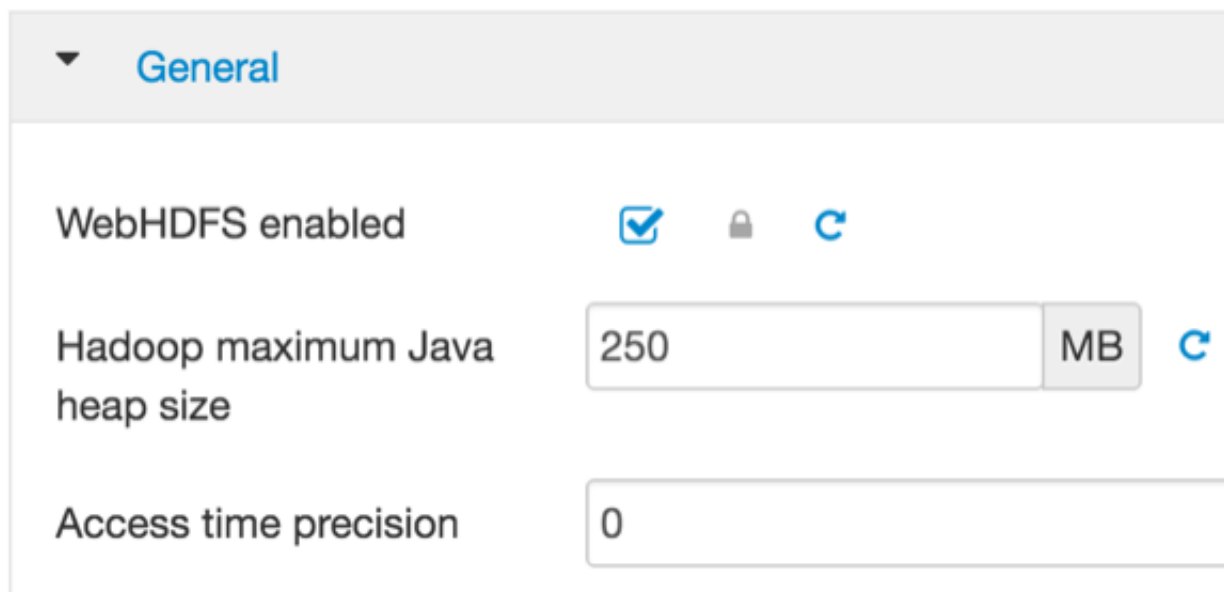 General
WebHDFS enabled
Hadoop maximum Java
heap size
250
MB
Access time precision
0